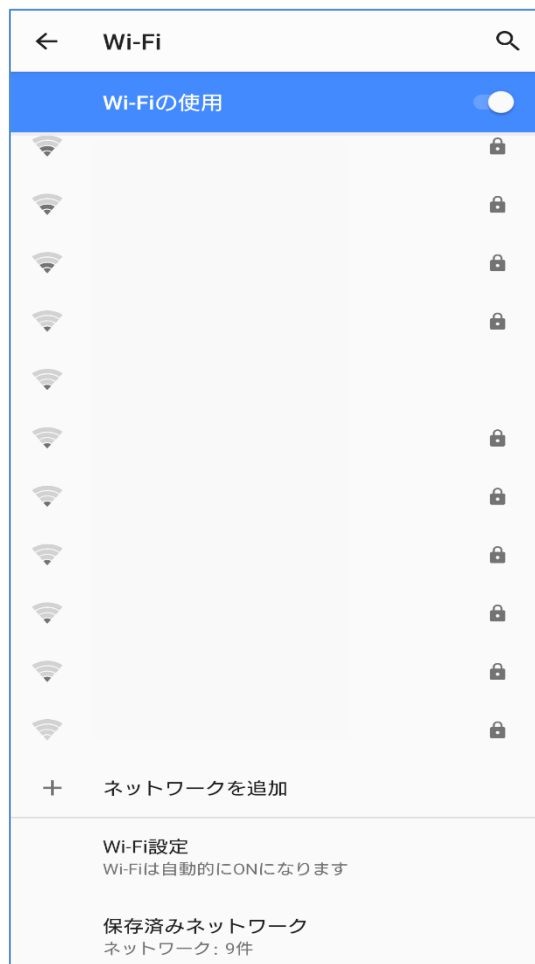 Wi-Fi
Wi-Fiの使用
ネットワークを追加
Wi-Fi設定
Wi-Fiは自動的にONになります
保存済みネットワーク
ネットワーク: 9件